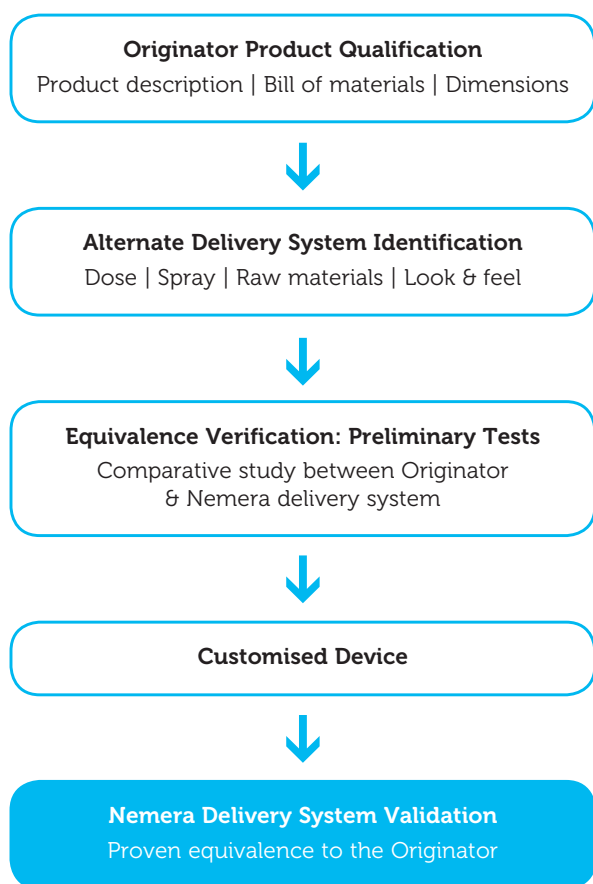 Originator Product Qualification
Product description | Bill of materials | Dimensions
Alternate Delivery System Identification
Dose | Spray | Raw materials | Look & feel
Equivalence Verification: Preliminary Tests
Comparative study between Originator
& Nemera delivery system
Customised Device
Nemera Delivery System Validation
Proven equivalence to the Originator